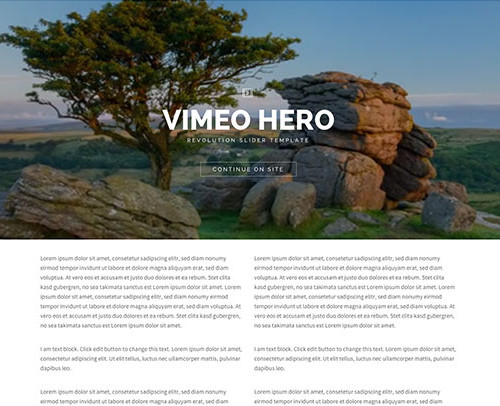 VIMEO HERO
REVOLUTION SLIDER TEMPLATE
CONTINUE ON SITE
Lorem ipsum dolor sit amet, consetetur sadipscing elitr, sed diam nonumy
eirmod tempor invidunt ut labore et dolore magna aliquyam erat, sed diam
voluptua. At vero eos et accusam et justo duo dolores et ea rebum. Stet clita
kasd gubergren, no sea takimata sanctus est Lorem ipsum dolor sit amet. Lorem
ipsum dolor sit amet, consetetur sadipscing elitr, sed diam nonumy eirmod
tempor invidunt ut labore et dolore magna aliquyam erat, sed diam voluptua. At
vero eos et accusam et justo duo dolores et ea rebum. Stet clita kasd gubergren,
no sea takimata sanctus est Lorem ipsum dolor sit amet.
I am text block. Click edit button to change this text. Lorem ipsum dolor sit amet,
consectetur adipiscing elit. Ut elit tellus, luctus nec ullamcorper mattis, pulvinar
dapibus leo.
Lorem ipsum dolor sit amet, consetetur sadipscing elitr, sed diam nonumy
eirmod tempor invidunt ut labore et dolore magna aliquyam erat, sed diam
Lorem ipsum dolor sit amet, consetetur sadipscing elitr, sed diam nonumy
eirmod tempor invidunt ut labore et dolore magna aliquyam erat, sed diam
voluptua. At vero eos et accusam et justo duo dolores et ea rebum. Stet clita
kasd gubergren, no sea takimata sanctus est Lorem ipsum dolor sit amet. Lorem
ipsum dolor sit amet, consetetur sadipscing elitr, sed diam nonumy eirmod
tempor invidunt ut labore et dolore magna aliquyam erat, sed diam voluptua. At
vero eos et accusam et justo duo dolores et ea rebum. Stet clita kasd gubergren,
no sea takimata sanctus est Lorem ipsum dolor sit amet.
I am text block. Click edit button to change this text. Lorem ipsum dolor sit amet,
consectetur adipiscing elit. Ut elit tellus, luctus nec ullamcorper mattis, pulvinar
dapibus leo.
Lorem ipsum dolor sit amet, consetetur sadipscing elitr, sed diam nonumy
eirmod tempor invidunt ut labore et dolore magna aliquyam erat, sed diam